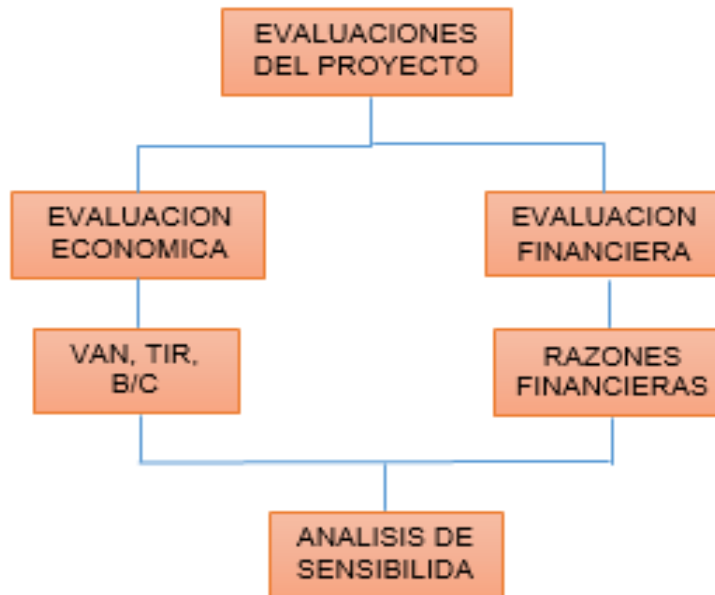 EVALUACIONES
DEL PROYECTO
EVALUACION
ECONOMICA
EVALUACION
FINANCIERA
VAN, TIR,
B/C
RAZONES
FINANCIERAS
ANALISIS DE
SENSIBILIDA